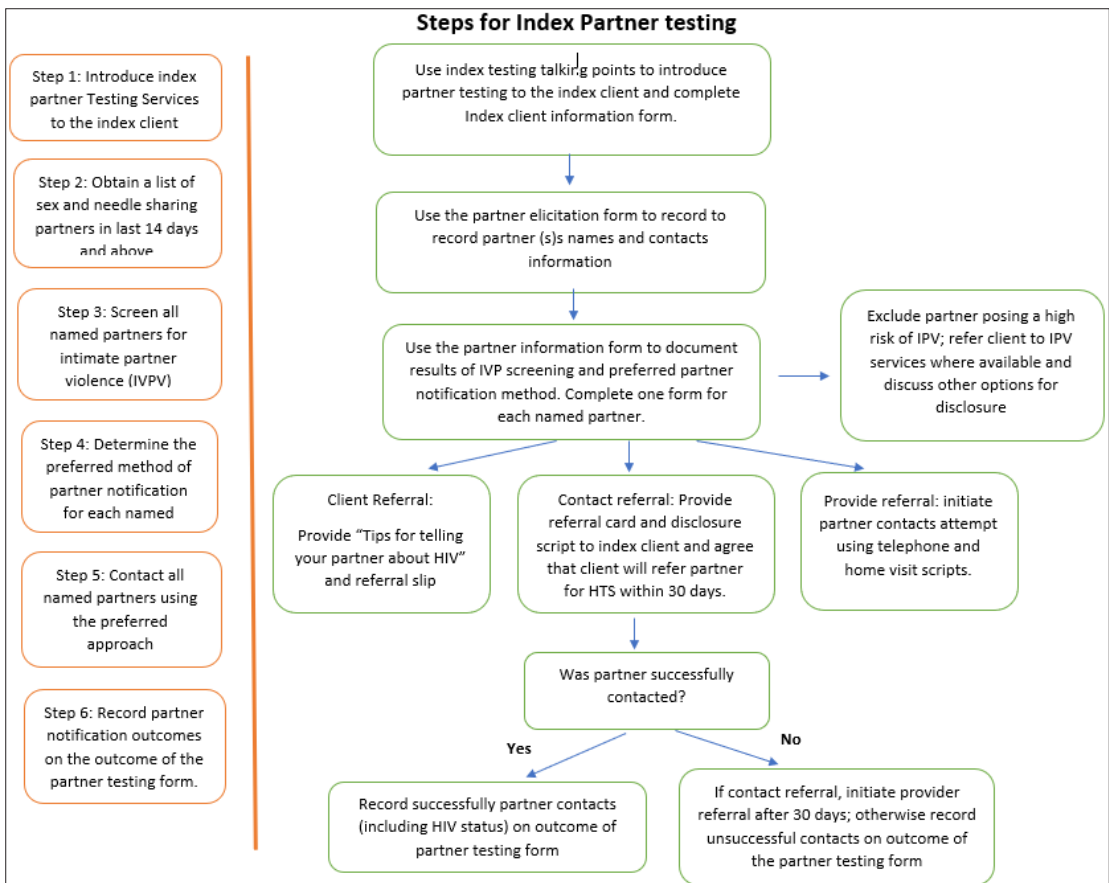 Steps for Index Partner testing
Step 1: Introduce index
partner Testing Services
to the index client
Step 2: Obtain a list of
sex and needle sharing
partners in last 14 days
and above
Step 3: Screen all
named partners for
intimate partner
violence (IVPV)
Step 4: Determine the
preferred method of
partner notification
for each named
Step 5: Contact all
named partners using
the preferred
approach
Step 6: Record partner
notification outcomes
on the outcome of the
partner testing form.
Use index testing talking points to introduce
partner testing to the index client and complete
Index client information form.
Use the partner elicitation form to record to
record partner (s)s names and contacts
information
Use the partner information form to document
results of IVP screening and preferred partner
notification method. Complete one form for
each named partner.
Exclude partner posing a high
risk of IPV; refer client to IPV
services where available and
discuss other options for
disclosure
Client Referral:
Provide “Tips for telling
your partner about HIV”
and referral slip
Contact referral: Provide
referral card and disclosure
script to index client and agree
that client will refer partner
for HTS within 30 days.
Provide referral: initiate
partner contacts attempt
using telephone and
home visit scripts.
Was partner successfully
contacted?
Yes
No
Record successfully partner contacts
(including HIV status) on outcome of
partner testing form
If contact referral, initiate provider
referral after 30 days; otherwise record
unsuccessful contacts on outcome of
the partner testing form